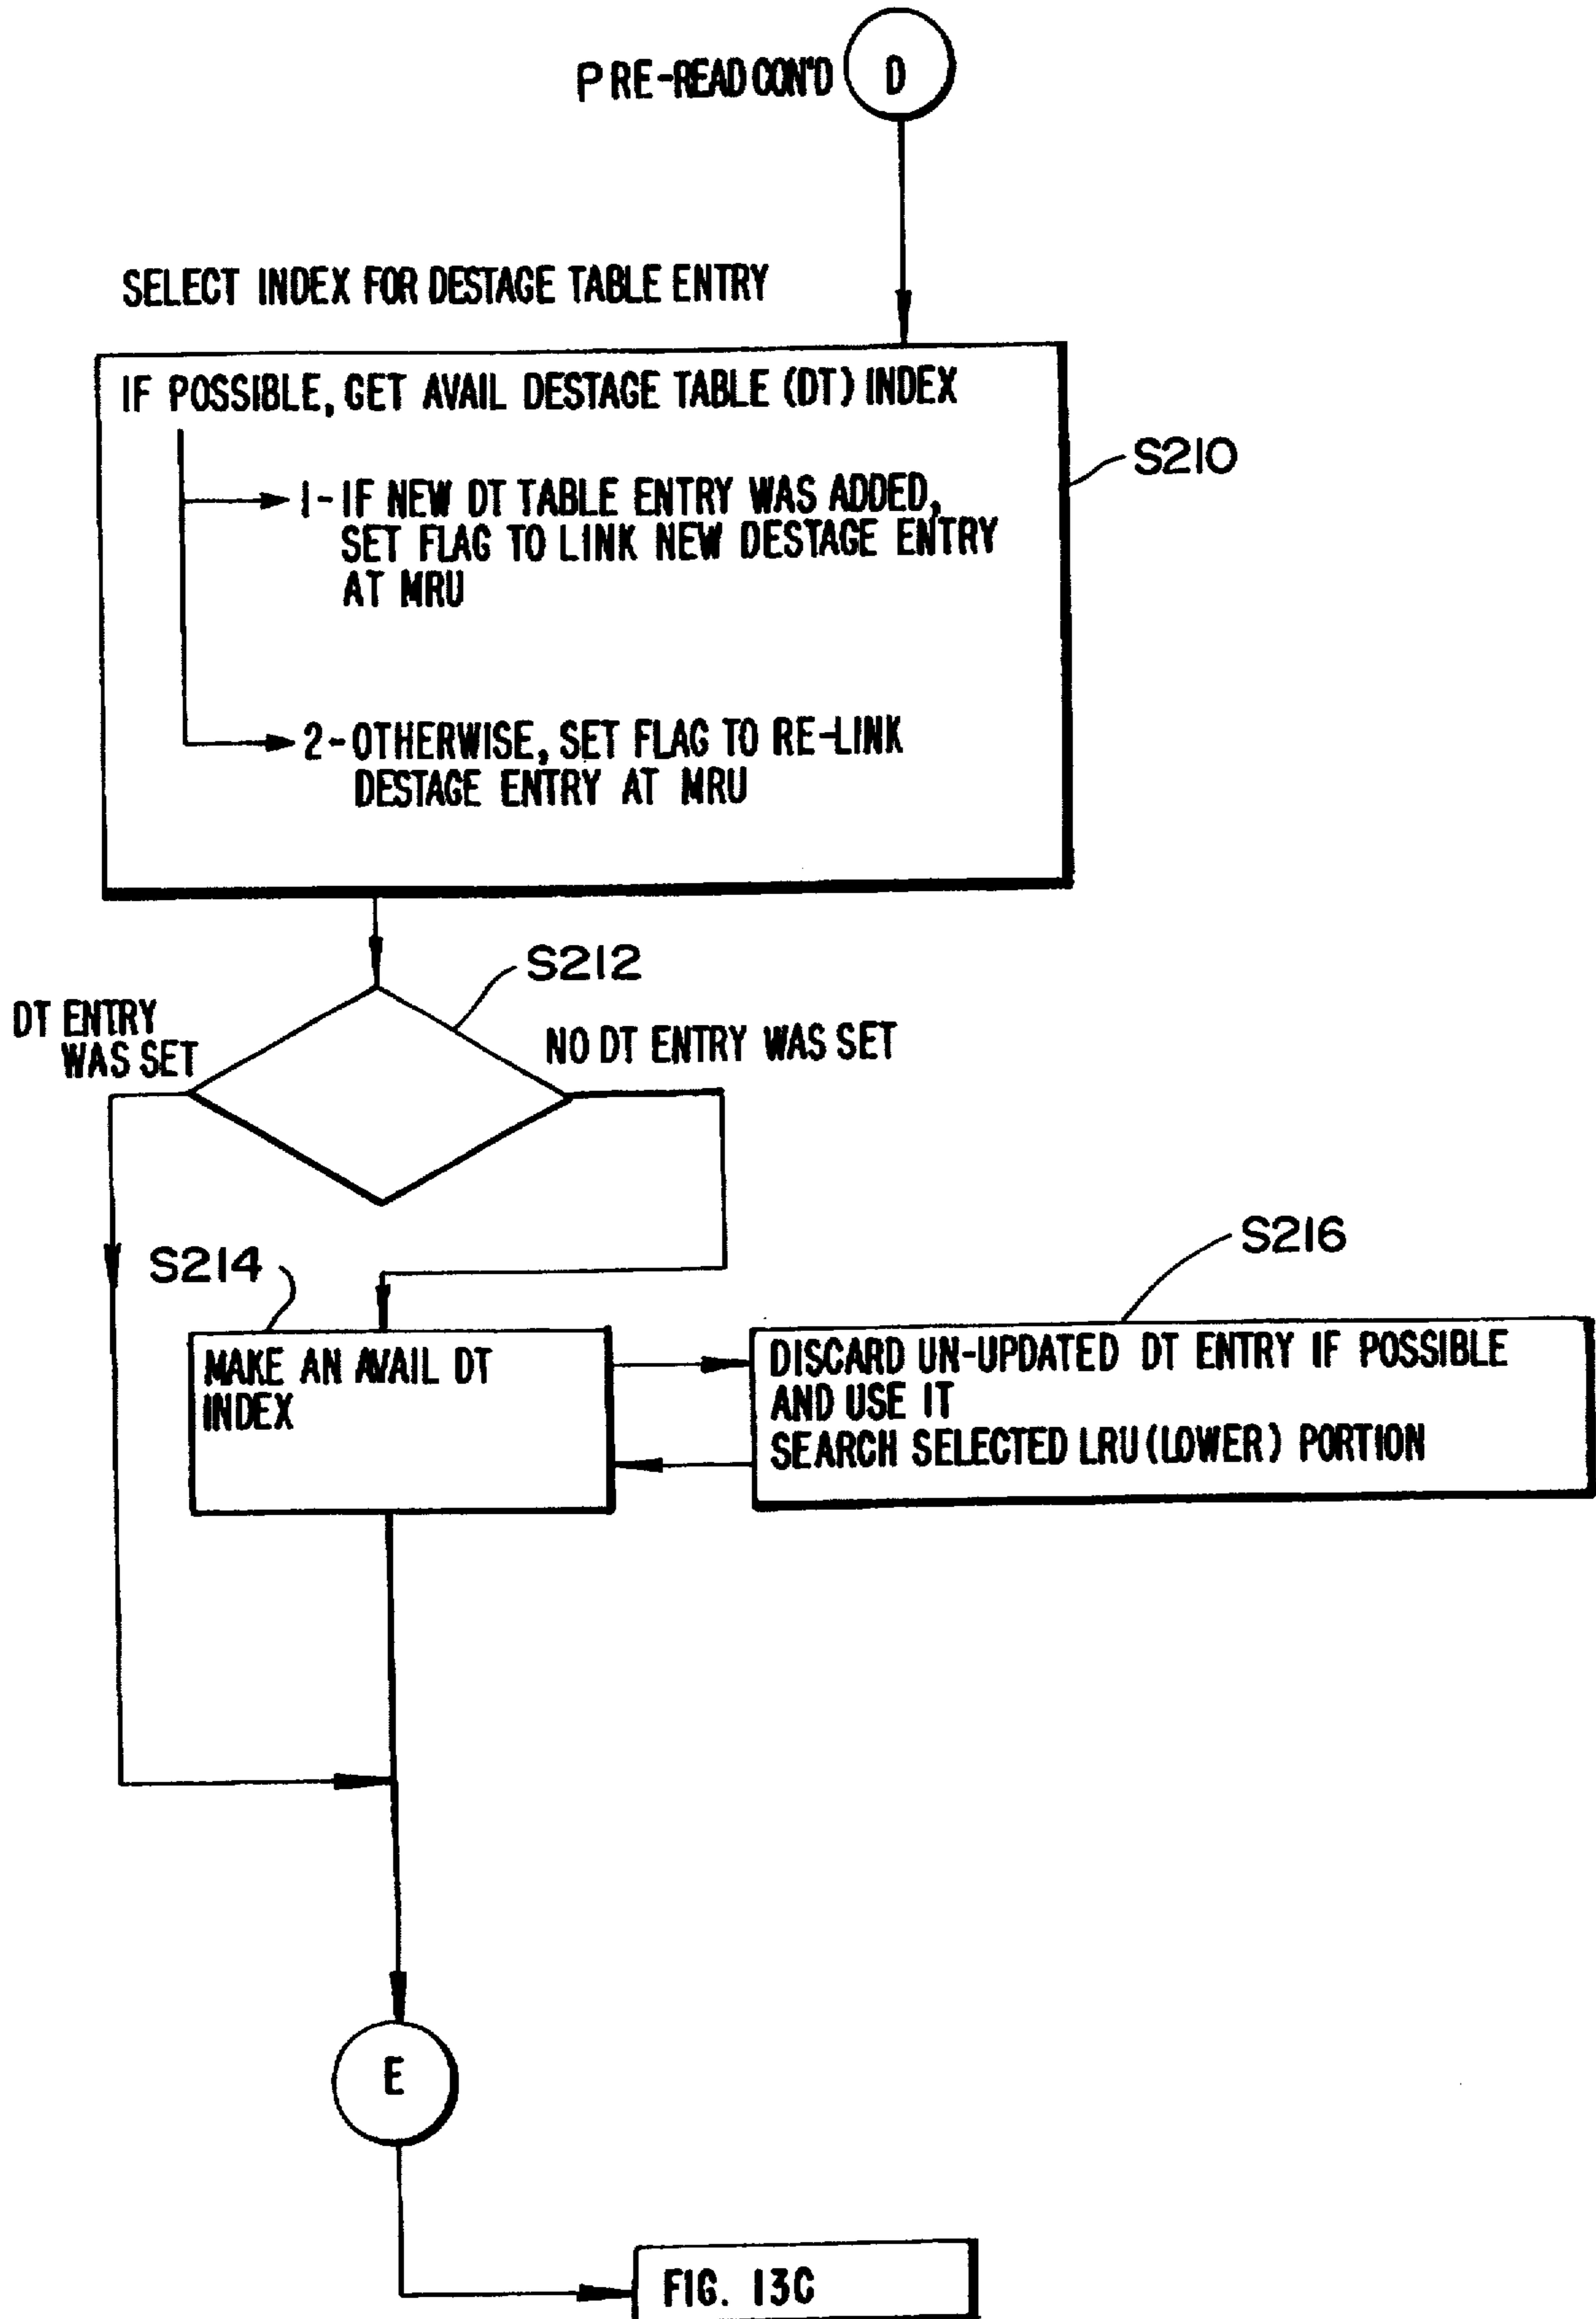 PRE-READ CON'D
D
SELECT INDEX FOR DESTAGE TABLE ENTRY
IF POSSIBLE, GET AVAIL DESTAGE TABLE (DT) INDEX
S210
1-IF NEW DT TABLE ENTRY WAS ADDED,
SET FLAG TO LINK NEW DESTAGE ENTRY
AT MRU
2-OTHERWISE, SET FLAG TO RE-LINK
DESTAGE ENTRY AT MRU
S212
DT ENTRY
WAS SET
NO DT ENTRY WAS SET
S214
S216
MAKE AN AVAIL DT
INDEX
DISCARD UN-UPDATED DT ENTRY IF POSSIBLE
AND USE IT
SEARCH SELECTED LRU (LOWER) PORTION
E
FIG. 13C